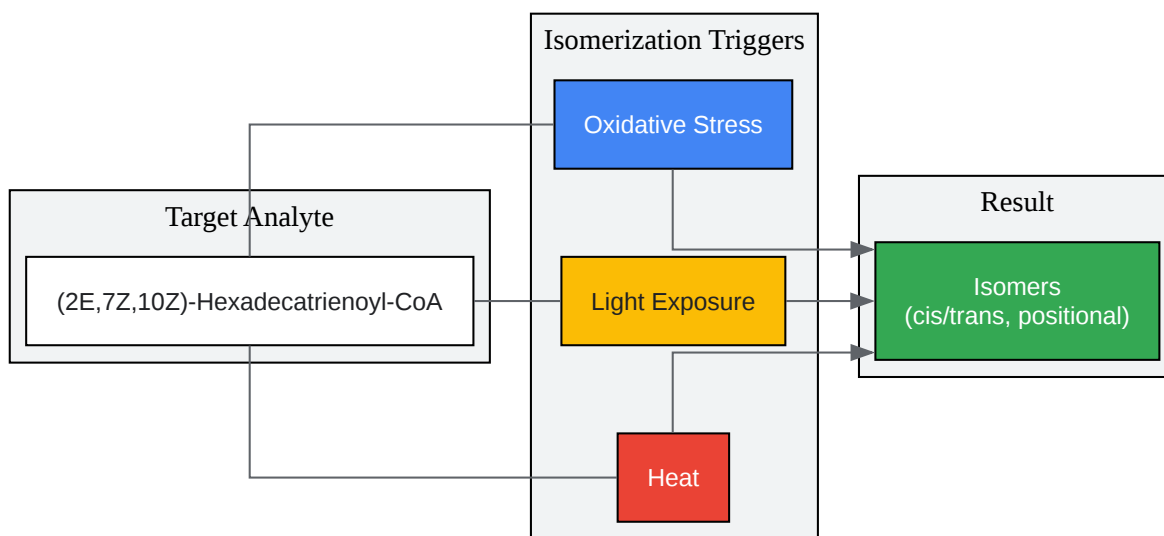 Isomerization Triggers
Oxidative Stress
Target Analyte
(2E,7Z,10Z)-Hexadecatrienoyl-CoA
Light Exposure
Heat
Result
Isomers
(cis/trans, positional)